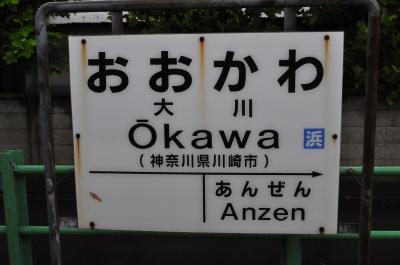 おおかわ
大川
Ōkawa
浜
(神奈川県川崎市)
あんぜん
Anzen